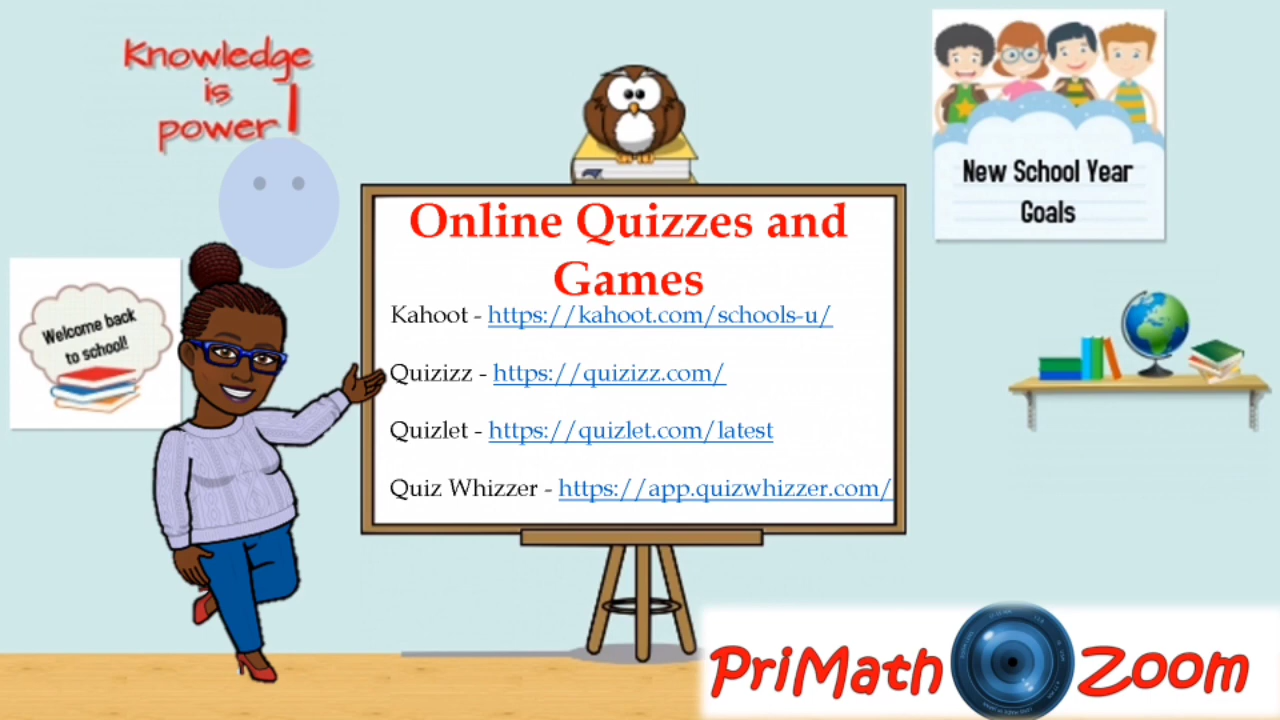 Knowledge
is
power!
New School Year
Goals
Welcome back
to school!
Online Quizzes and
Games
Kahoot - https://kahoot.com/schools-u/
Quizizz - https://quizizz.com/
Quizlet - https://quizlet.com/latest
Quiz Whizzer - https://app.quizwhizzer.com/
PriMath Zoom